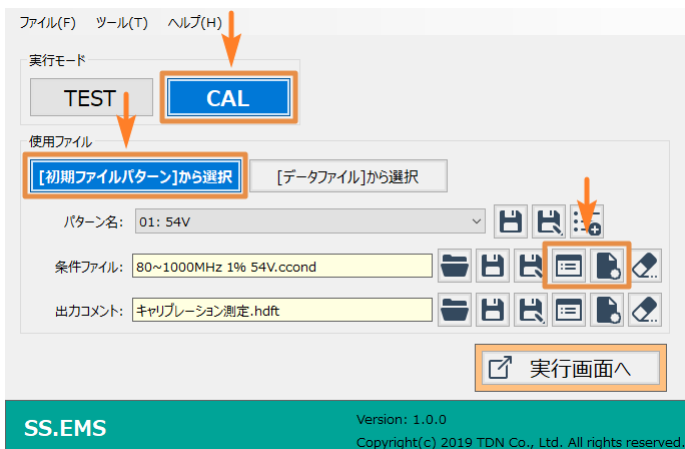 ファイル(F) ツール(T) ヘルプ(H)
実行モード
TEST CAL
使用ファイル
[初期ファイルパターン]から選択 [データファイル]から選択
パターン名: 01: 54V
条件ファイル: 80~1000MHz 1% 54V.ccond
出力コメント: キャリブレーション測定.hdft
実行画面へ
SS.EMS
Version: 1.0.0
Copyright(c) 2019 TDN Co., Ltd. All rights reserved.